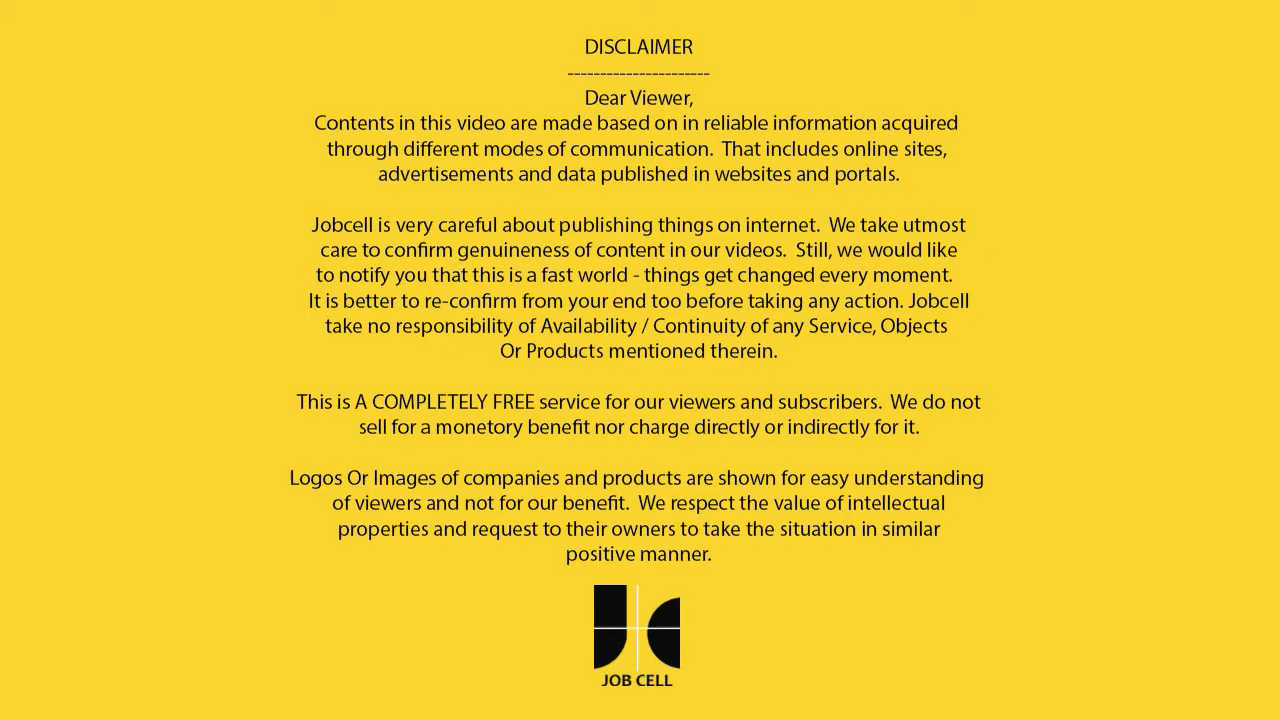 DISCLAIMER
----------------------
Dear Viewer,
Contents in this video are made based on in reliable information acquired
through different modes of communication.  That includes online sites,
advertisements and data published in websites and portals.
Jobcell is very careful about publishing things on internet.  We take utmost
care to confirm genuineness of content in our videos.  Still, we would like
to notify you that this is a fast world - things get changed every moment.
It is better to re-confirm from your end too before taking any action. Jobcell
take no responsibility of Availability / Continuity of any Service, Objects
Or Products mentioned therein.
This is A COMPLETELY FREE service for our viewers and subscribers.  We do not
sell for a monetory benefit nor charge directly or indirectly for it.
Logos Or Images of companies and products are shown for easy understanding
of viewers and not for our benefit.  We respect the value of intellectual
properties and request to their owners to take the situation in similar
positive manner.
JOB CELL